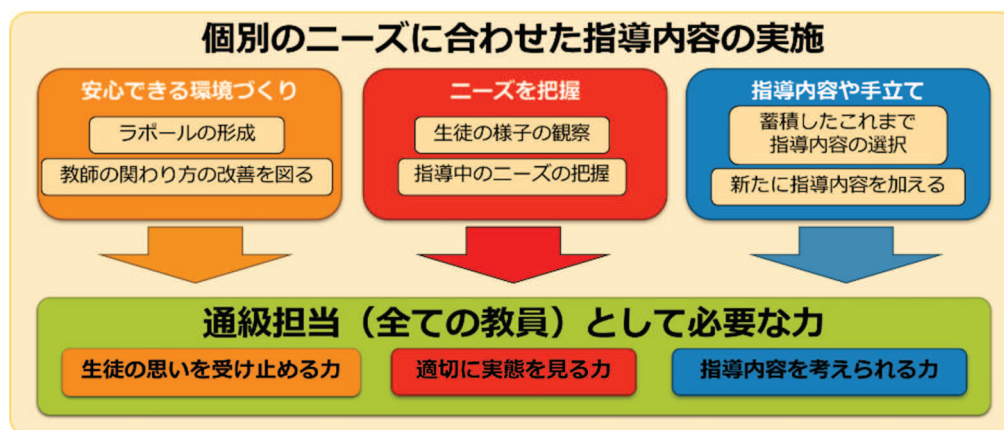 個別のニーズに合わせた指導内容の実施
安心できる環境づくり
ラポールの形成
教師の関わり方の改善を図る
ニーズを把握
生徒の様子の観察
指導中のニーズの把握
指導内容や手立て
蓄積したこれまで
指導内容の選択
新たに指導内容を加える
通級担当（全ての教員）として必要な力
生徒の思いを受け止める力
適切に実態を見る力
指導内容を考えられる力